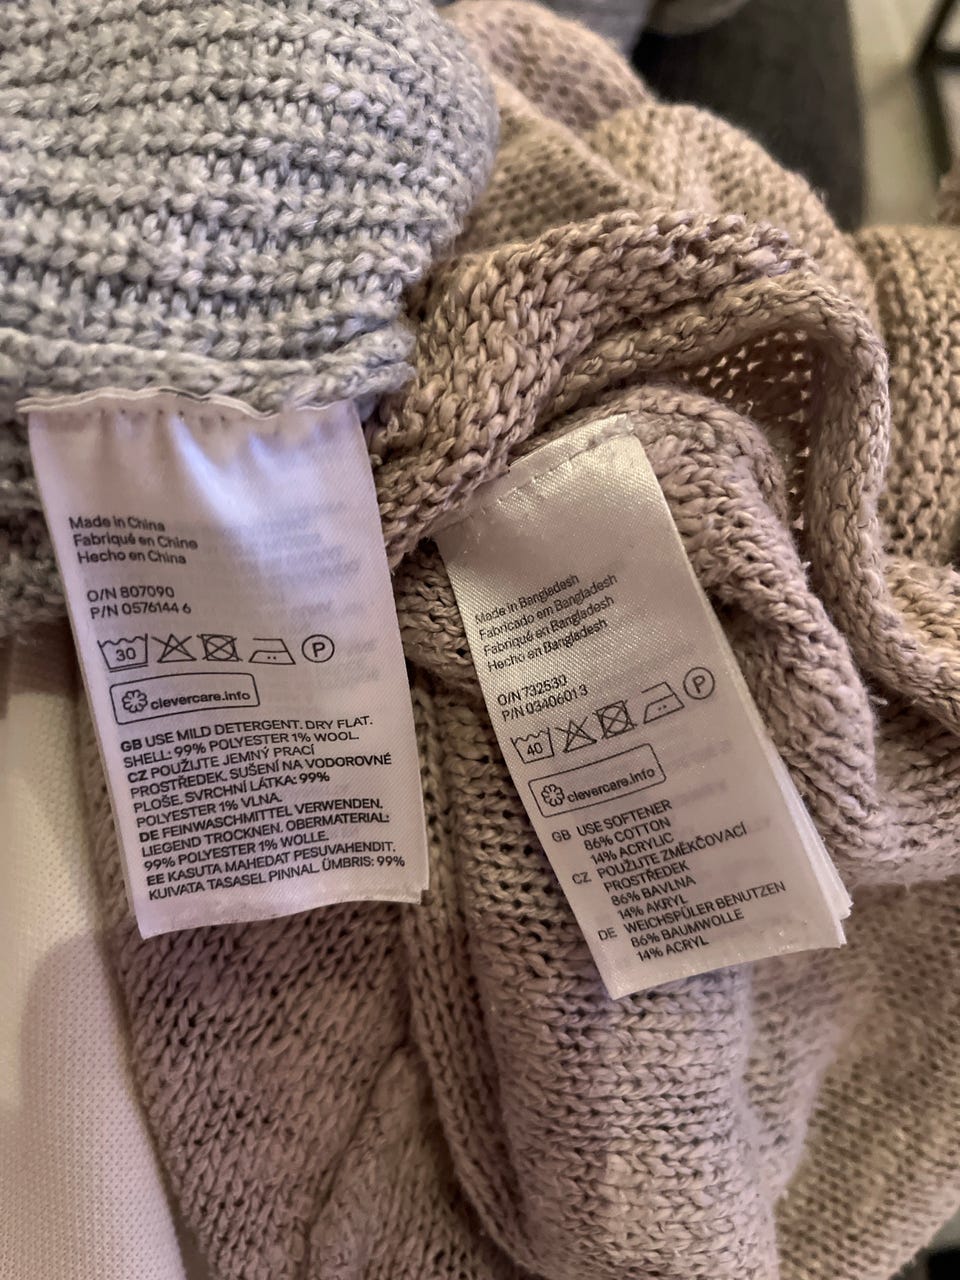 Made in China
Fabriqué en Chine
Hecho en China
O/N 807090
P/N 0576144 6
30
P
clevercare.info
GB USE MILD DETERGENT. DRY FLAT.
SHELL: 99% POLYESTER 1% WOOL.
CZ POUŽIJTE JEMNÝ PRACÍ
PROSTŘEDEK. SUŠENÍ NA VODOROVNÉ
PLOŠE. SVRCHNÍ LÁTKA: 99%
POLYESTER 1% VLNA.
DE FEINWASCHMITTEL VERWENDEN.
LIEGEND TROCKNEN. OBERMATERIAL:
99% POLYESTER 1% WOLLE.
EE KASUTA MAHEDAT PESUVAHENDIT.
KUIVATA TASASEL PINNAL. ÜMBRIS: 99%
Made in Bangladesh
Fabricado em Bangladesh
Fabriqué en Bangladesh
Hecho en Bangladesh
O/N 732530
P/N 0340601 3
40
P
clevercare.info
GB USE SOFTENER
86% COTTON
14% ACRYLIC
CZ POUŽIJTE ZMĚKČOVACÍ
PROSTŘEDEK
86% BAVLNA
14% AKRYL
DE WEICHSPÜLER BENUTZEN
86% BAUMWOLLE
14% ACRYL